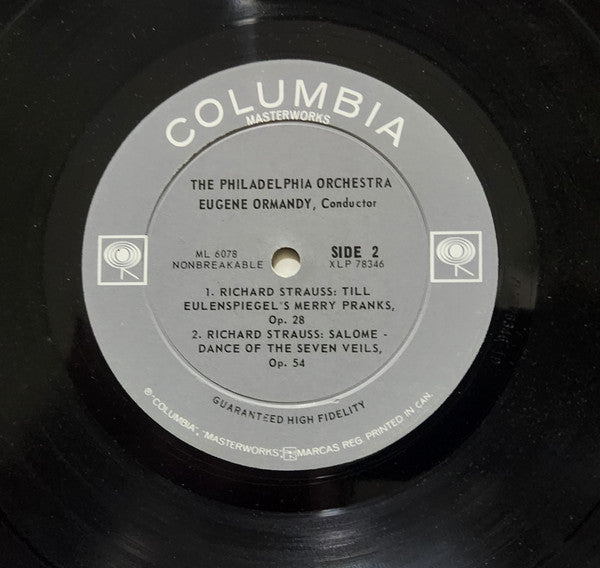 COLUMBIA
MASTERWORKS
THE PHILADELPHIA ORCHESTRA
EUGENE ORMANDY, Conductor
ML 6078
NONBREAKABLE
SIDE 2
XLP 78346
1. RICHARD STRAUSS: TILL
EULENSPIEGEL'S MERRY PRANKS,
Op. 28
2. RICHARD STRAUSS: SALOME -
DANCE OF THE SEVEN VEILS,
Op. 54
GUARANTEED HIGH FIDELITY
® "COLUMBIA", "MASTERWORKS", MARCAS REG. PRINTED IN CAN.